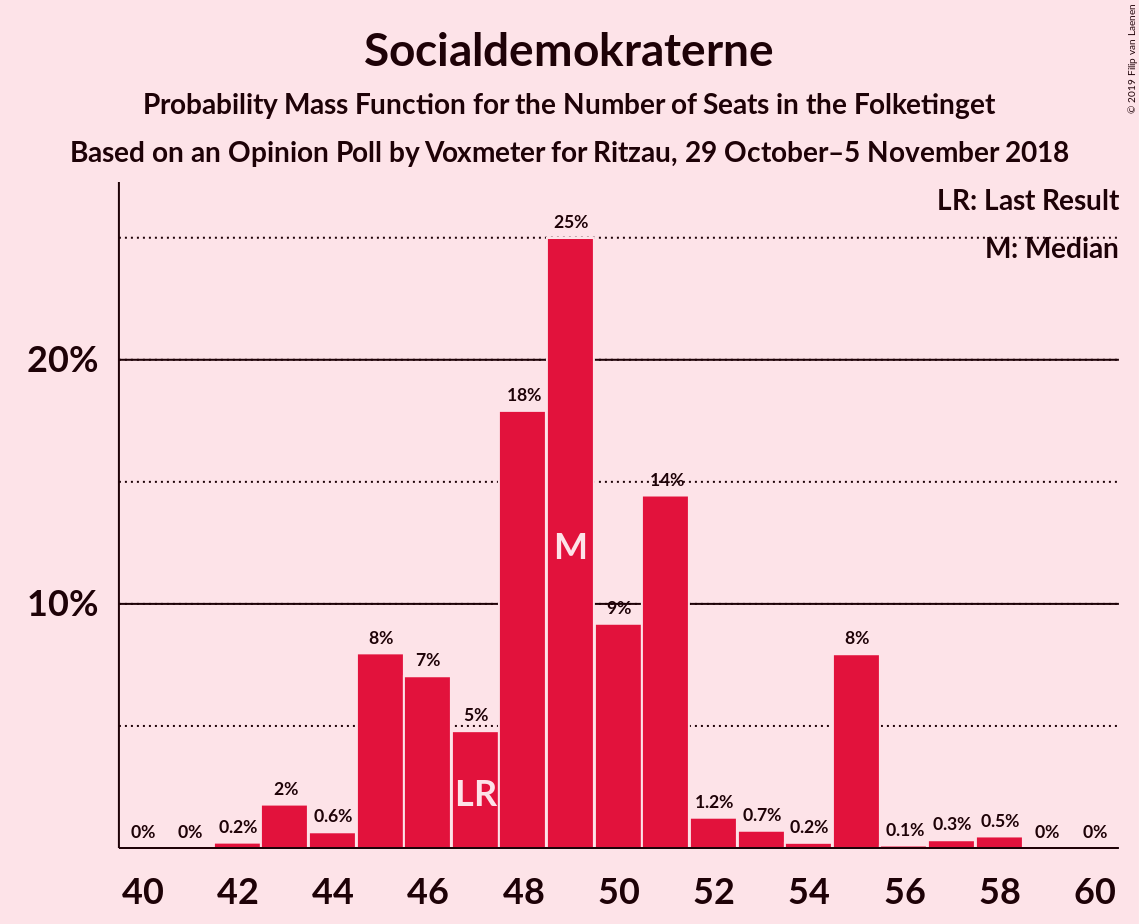 Socialdemokraterne
Probability Mass Function for the Number of Seats in the Folketinget
Based on an Opinion Poll by Voxmeter for Ritzau, 29 October–5 November 2018
© 2019 Filip van Laenen
LR: Last Result
M: Median
20%
10%
0%
0%
0.2%
2%
0.6%
8%
7%
5%
18%
25%
9%
14%
1.2%
0.7%
0.2%
8%
0.1%
0.3%
0.5%
0%
0%
LR
M
40 42 44 46 48 50 52 54 56 58 60